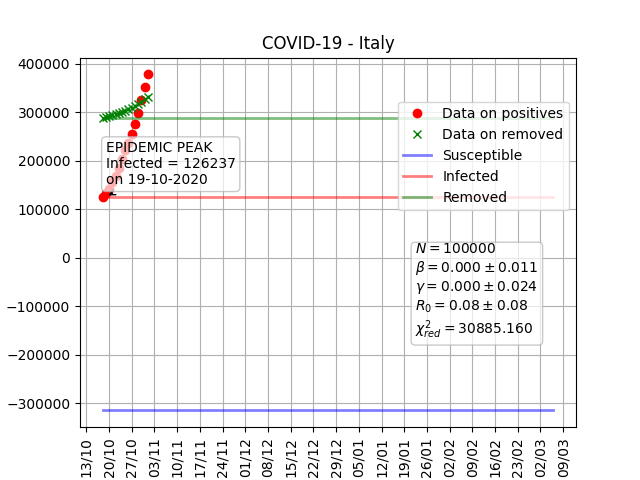 COVID-19 - Italy
400000
300000
200000
100000
0
−100000
−200000
−300000
Data on positives
Data on removed
Susceptible
Infected
Removed
EPIDEMIC PEAK
Infected = 126237
on 19-10-2020
N = 100000
β = 0.000 ± 0.011
γ = 0.000 ± 0.024
R₀ = 0.08 ± 0.08
χ²_red = 30885.160
13/10
20/10
27/10
03/11
10/11
17/11
24/11
01/12
08/12
15/12
22/12
29/12
05/01
12/01
19/01
26/01
02/02
09/02
16/02
23/02
02/03
09/03